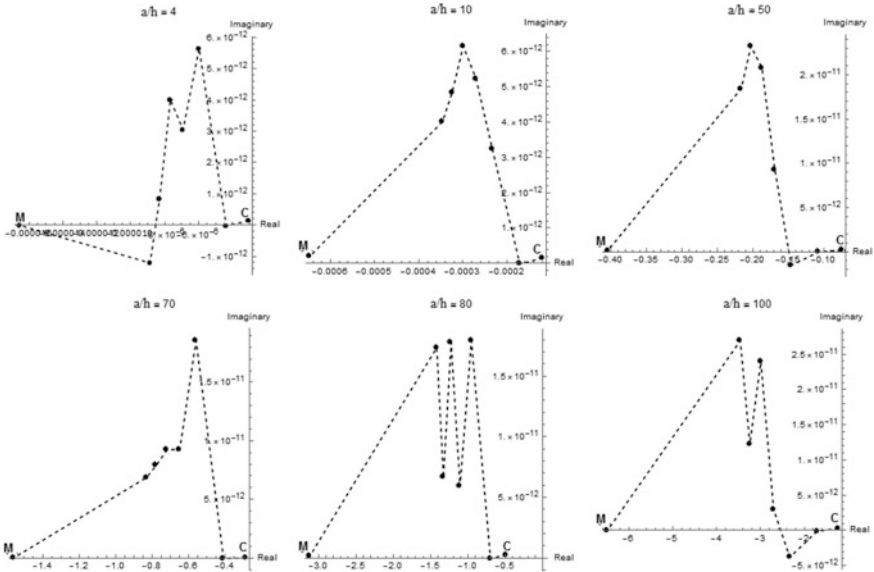 a/h = 4
Imaginary
6.×10⁻¹²
5.×10⁻¹²
4.×10⁻¹²
3.×10⁻¹²
2.×10⁻¹²
1.×10⁻¹²
-1.×10⁻¹²
M
C
Real
a/h = 10
Imaginary
6.×10⁻¹²
5.×10⁻¹²
4.×10⁻¹²
3.×10⁻¹²
2.×10⁻¹²
1.×10⁻¹²
M
C
Real
-0.0006 -0.0005 -0.0004 -0.0003 -0.0002
a/h = 50
Imaginary
2.×10⁻¹¹
1.5×10⁻¹¹
1.×10⁻¹¹
5.×10⁻¹²
M
C
Real
-0.40 -0.35 -0.30 -0.25 -0.20 -0.15 -0.10
a/h = 70
Imaginary
1.5×10⁻¹¹
1.×10⁻¹¹
5.×10⁻¹²
M
C
Real
-1.4 -1.2 -1.0 -0.8 -0.6 -0.4
a/h = 80
Imaginary
1.5×10⁻¹¹
1.×10⁻¹¹
5.×10⁻¹²
M
C
Real
-3.0 -2.5 -2.0 -1.5 -1.0 -0.5
a/h = 100
Imaginary
2.5×10⁻¹¹
2.×10⁻¹¹
1.5×10⁻¹¹
1.×10⁻¹¹
5.×10⁻¹²
M
C
Real
-6 -5 -4 -3 -2
-5.×10⁻¹²